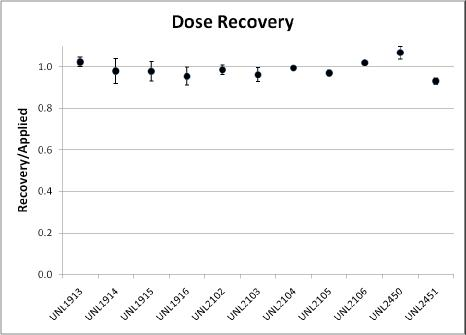 Dose Recovery
Recovery/Applied
1.0
0.8
0.6
0.4
0.2
0.0
UNL1913
UNL1914
UNL1915
UNL1916
UNL2102
UNL2103
UNL2104
UNL2105
UNL2106
UNL2450
UNL2451